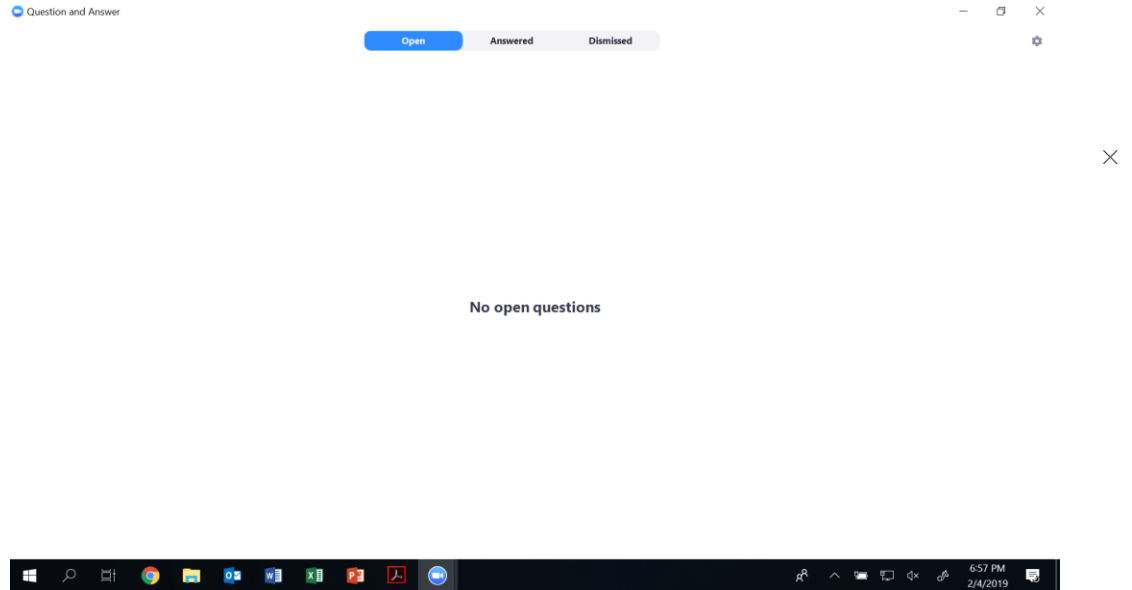 Question and Answer
Open Answered Dismissed
No open questions
6:57 PM
2/4/2019